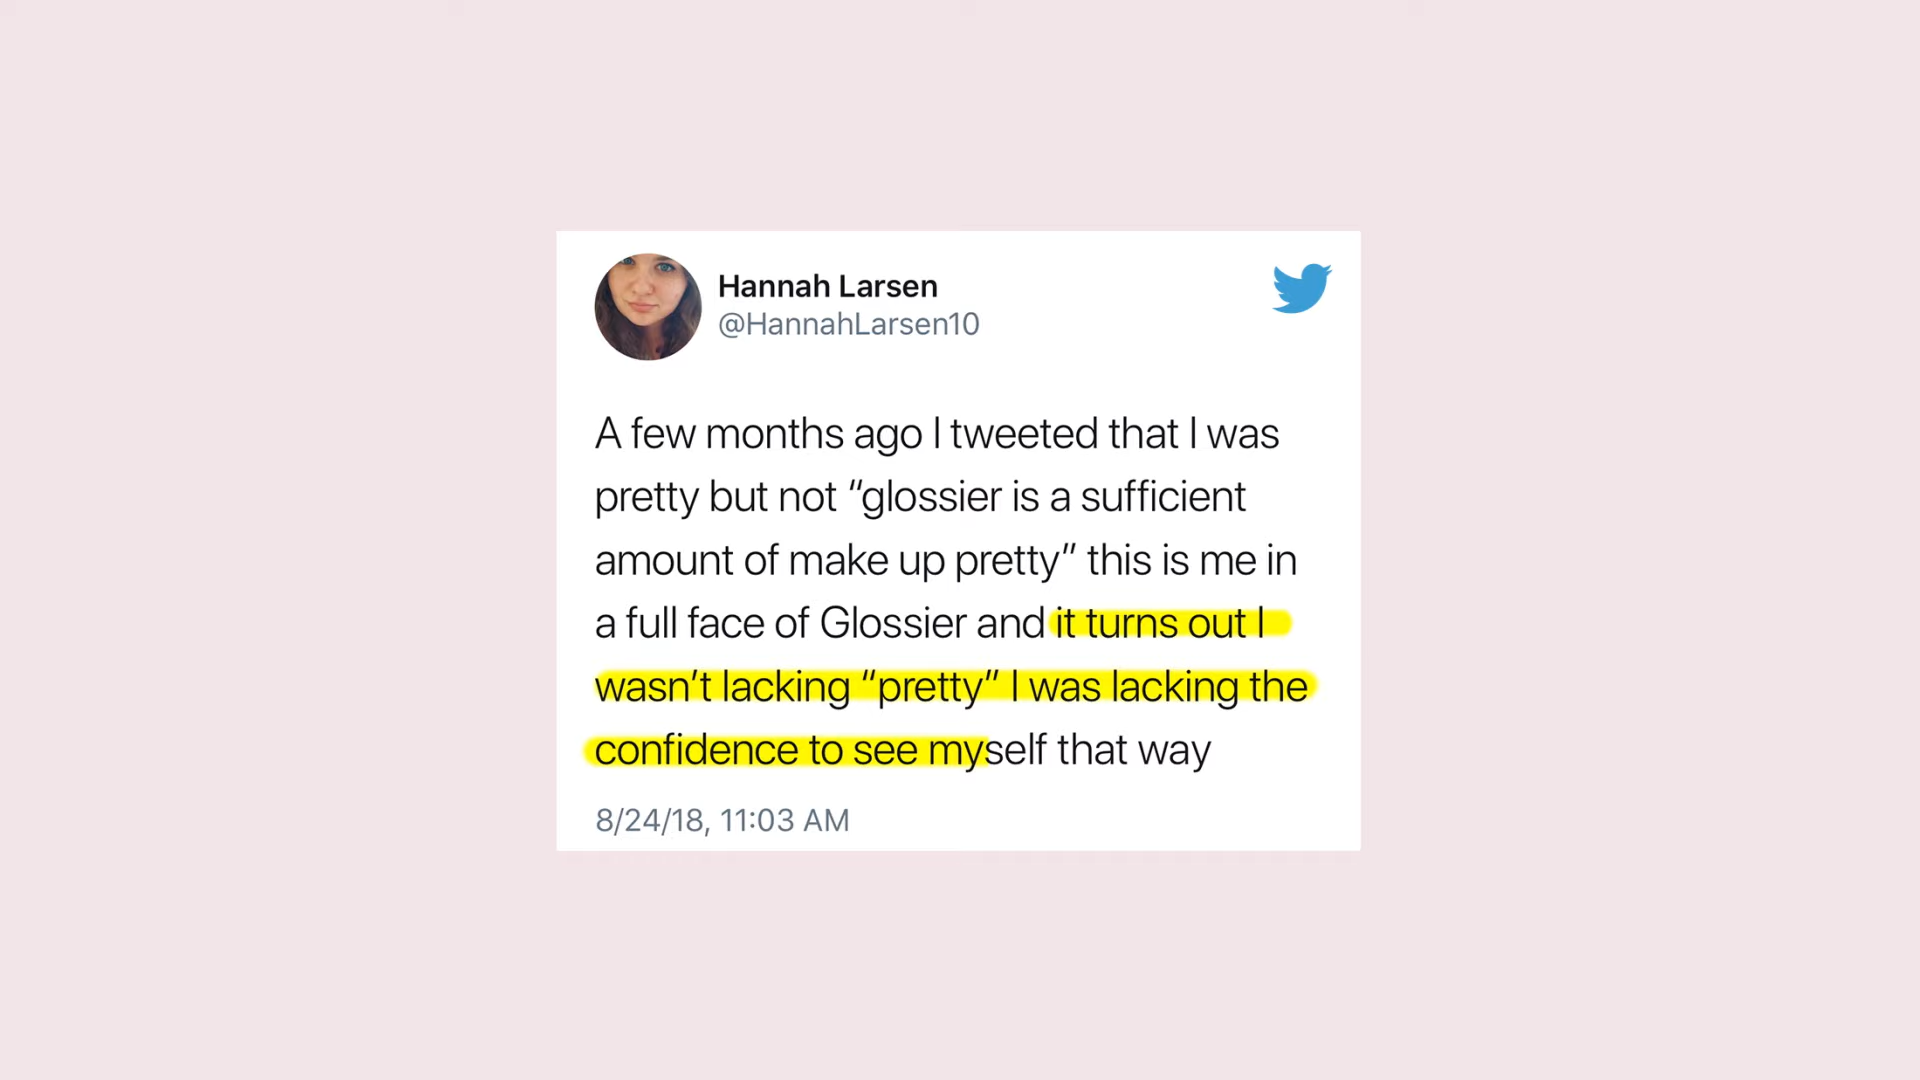 Hannah Larsen
@HannahLarsen10
A few months ago I tweeted that I was
pretty but not “glossier is a sufficient
amount of make up pretty” this is me in
a full face of Glossier and it turns out I
wasn’t lacking “pretty” I was lacking the
confidence to see myself that way
8/24/18, 11:03 AM